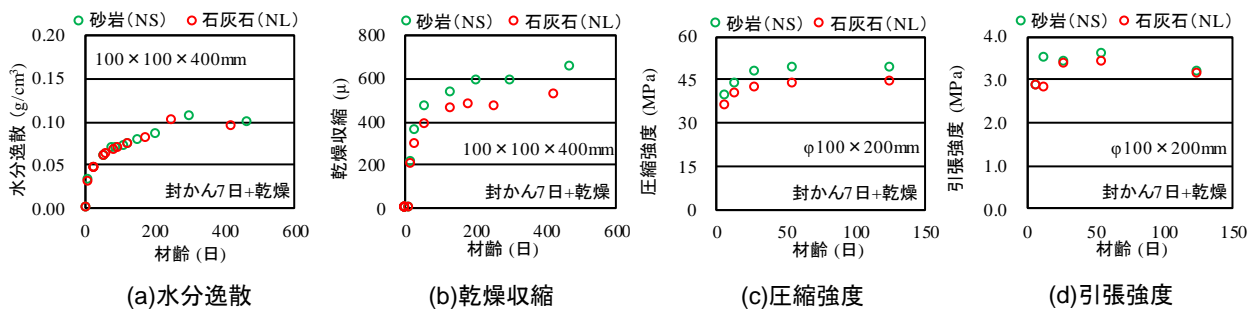 砂岩(NS) 石灰石(NL)
0.20
0.15
0.10
0.05
0.00
水分逸散 (g/cm³)
100×100×400mm
封かん7日+乾燥
0 200 400 600
材齢 (日)
(a)水分逸散
砂岩(NS) 石灰石(NL)
800
600
400
200
0
乾燥収縮 (μ)
100×100×400mm
封かん7日+乾燥
0 200 400 600
材齢 (日)
(b)乾燥収縮
砂岩(NS) 石灰石(NL)
60
45
30
15
0
圧縮強度 (MPa)
φ100×200mm
封かん7日+乾燥
0 50 100 150
材齢 (日)
(c)圧縮強度
砂岩(NS) 石灰石(NL)
4.0
3.0
2.0
1.0
0.0
引張強度 (MPa)
φ100×200mm
封かん7日+乾燥
0 50 100 150
材齢 (日)
(d)引張強度